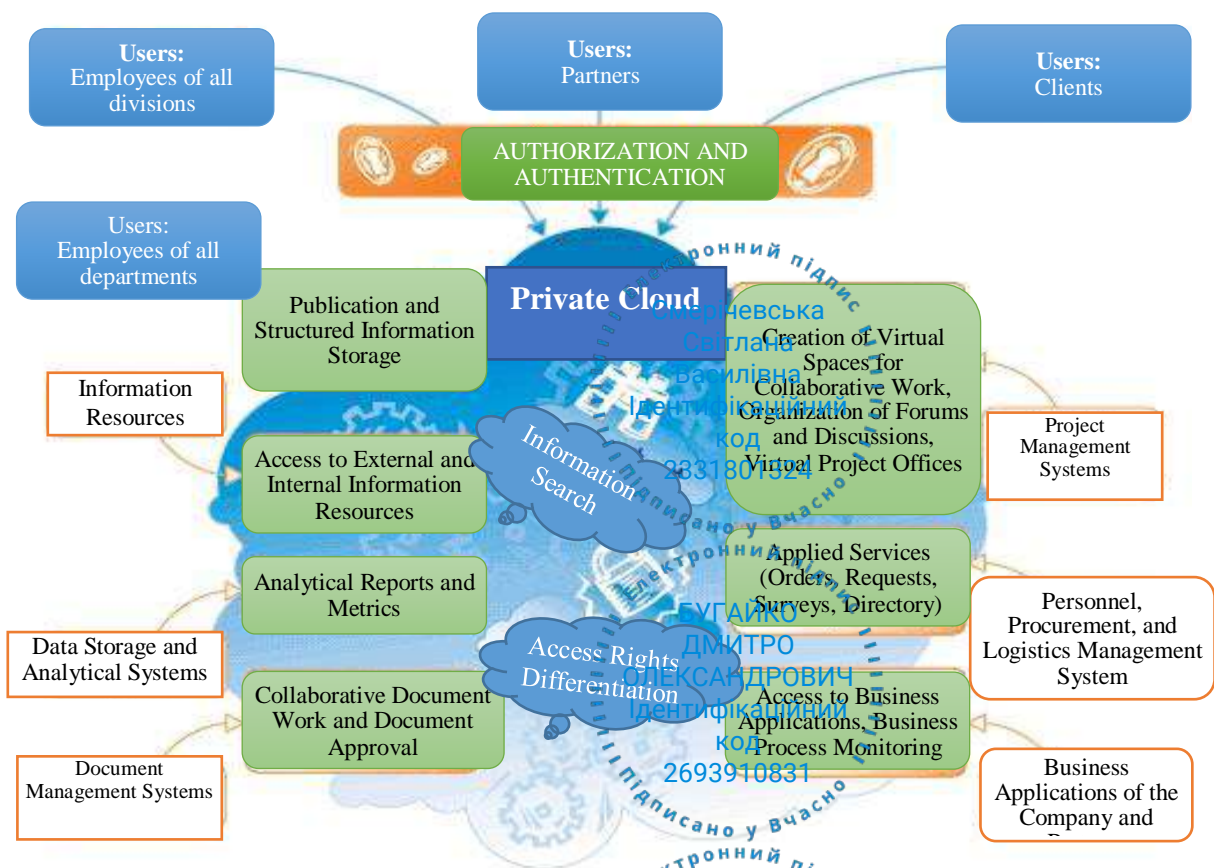 Users:
Employees of all
divisions
Users:
Partners
Users:
Clients
AUTHORIZATION AND
AUTHENTICATION
Users:
Employees of all
departments
Private Cloud
Publication and
Structured Information
Storage
Information
Resources
Access to External and
Internal Information
Resources
Analytical Reports and
Metrics
Data Storage and
Analytical Systems
Collaborative Document
Work and Document
Approval
Document
Management Systems
Information
Search
Access Rights
Differentiation
Creation of Virtual
Spaces for
Collaborative Work,
Organization of Forums
and Discussions,
Virtual Project Offices
Project
Management
Systems
Applied Services
(Orders, Requests,
Surveys, Directory)
Personnel,
Procurement, and
Logistics Management
System
Access to Business
Applications, Business
Process Monitoring
Business
Applications of the
Company and
Електронний підпис
Смерічевська
Світлана
Василівна
Ідентифікаційний
код
2331801324
Підписано у Вчасно
Електронний підпис
БУГАЙКО
ДМИТРО
ОЛЕКСАНДРОВИЧ
Ідентифікаційний
код
2693910831
Підписано у Вчасно